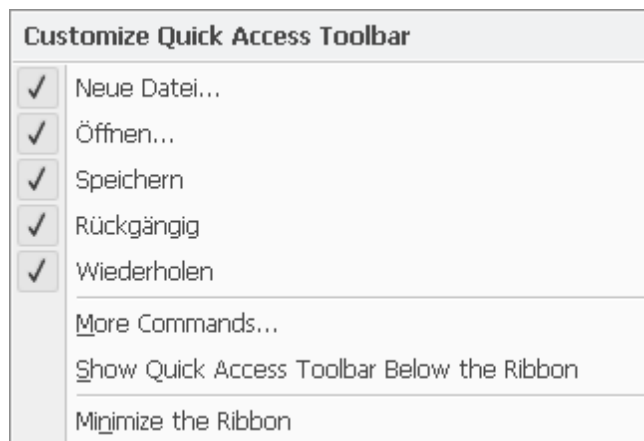 Customize Quick Access Toolbar
Neue Datei...
Öffnen...
Speichern
Rückgängig
Wiederholen
More Commands...
Show Quick Access Toolbar Below the Ribbon
Minimize the Ribbon